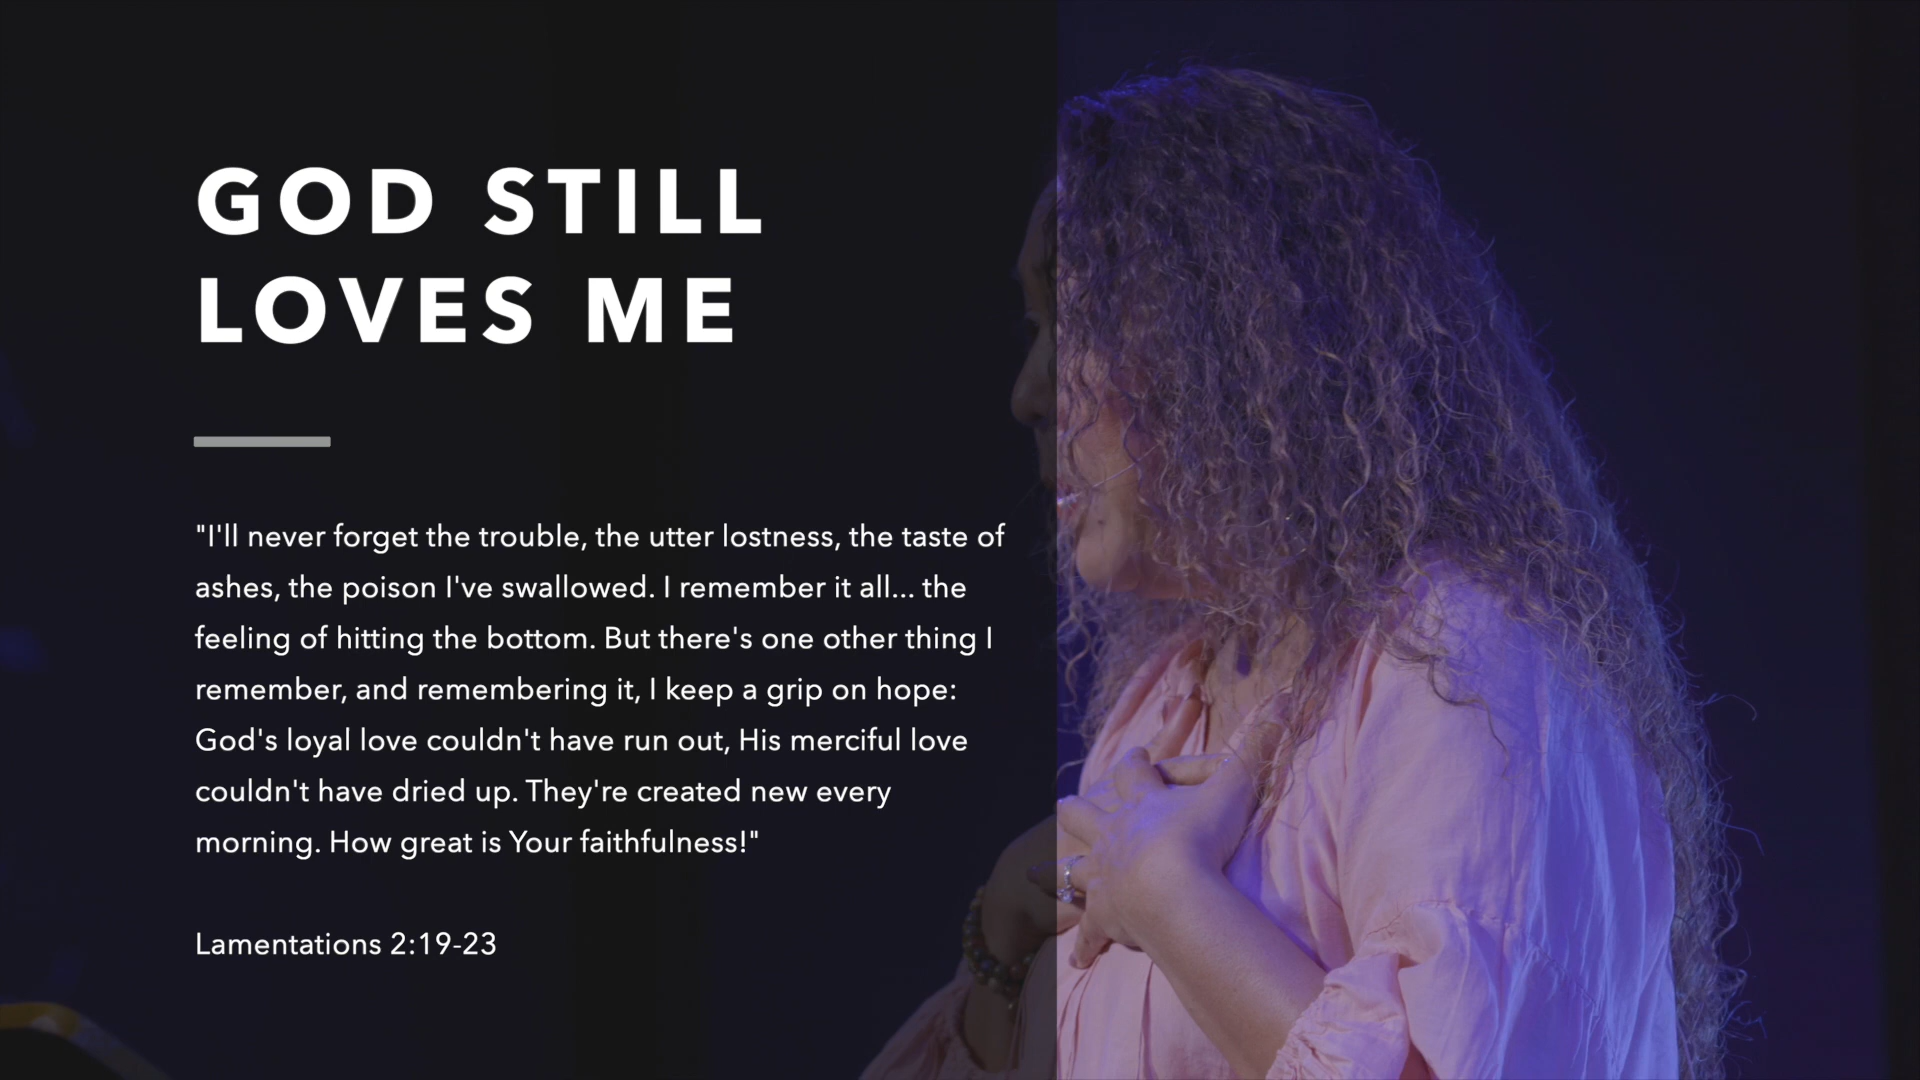 GOD STILL
LOVES ME
"I'll never forget the trouble, the utter lostness, the taste of
ashes, the poison I've swallowed. I remember it all... the
feeling of hitting the bottom. But there's one other thing I
remember, and remembering it, I keep a grip on hope:
God's loyal love couldn't have run out, His merciful love
couldn't have dried up. They're created new every
morning. How great is Your faithfulness!"
Lamentations 2:19-23